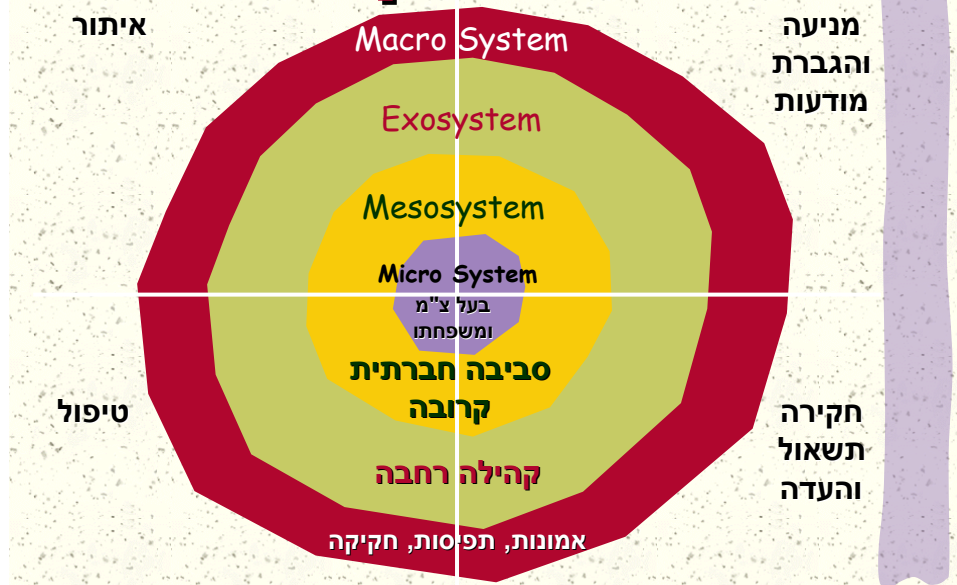 מניעה
והגברת
מודעות
איתור
Macro System
Exosystem
Mesosystem
Micro System
בעל צ"מ
ומשפחתו
סביבה חברתית
קרובה
קהילה רחבה
אמונות, תפיסות, חקיקה
חקירה
תשאול
והעדה
טיפול